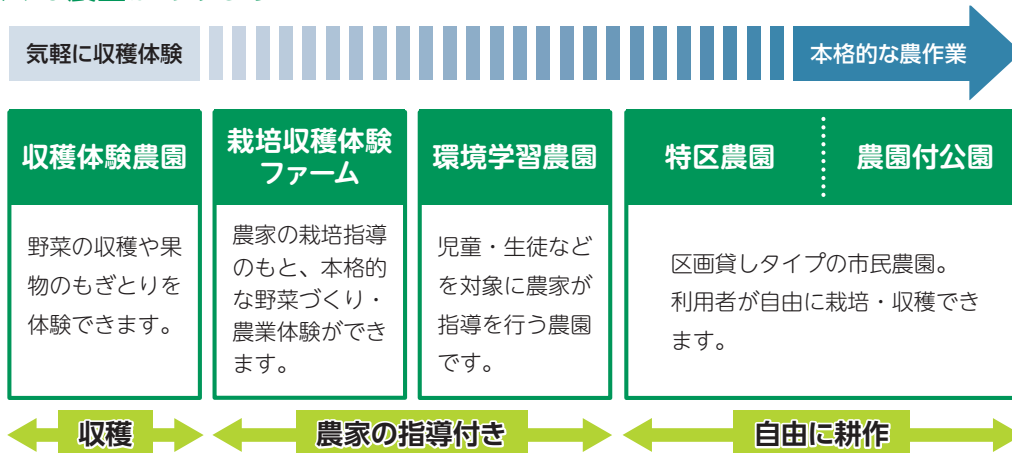 気軽に収穫体験
本格的な農作業
収穫体験農園
野菜の収穫や果
物のもぎとりを
体験できます。
栽培収穫体験
ファーム
農家の栽培指導
のもと、本格的
な野菜づくり・
農業体験ができ
ます。
環境学習農園
児童・生徒など
を対象に農家が
指導を行う農園
です。
特区農園
農園付公園
区画貸しタイプの市民農園。
利用者が自由に栽培・収穫でき
ます。
収穫
農家の指導付き
自由に耕作